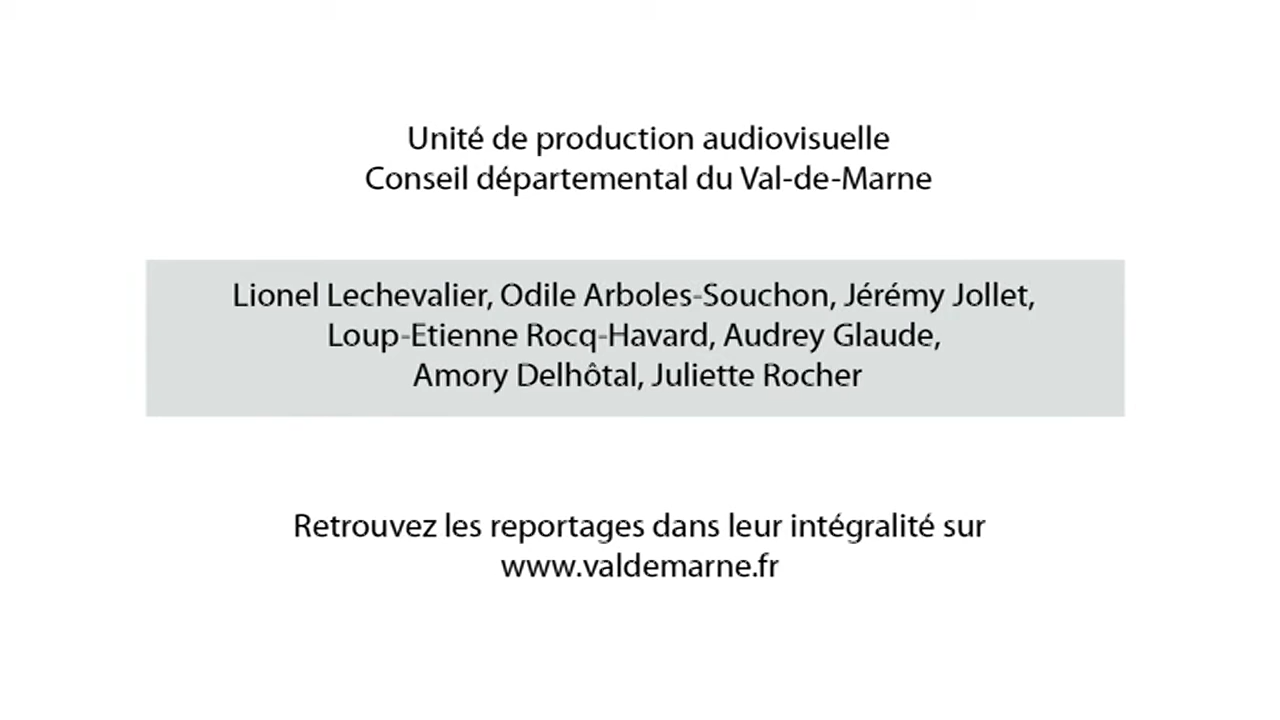 Unité de production audiovisuelle
Conseil départemental du Val-de-Marne
Lionel Lechevalier, Odile Arboles-Souchon, Jérémy Jollet,
Loup-Etienne Rocq-Havard, Audrey Glaude,
Amory Delhôtal, Juliette Rocher
Retrouvez les reportages dans leur intégralité sur
www.valdemarne.fr